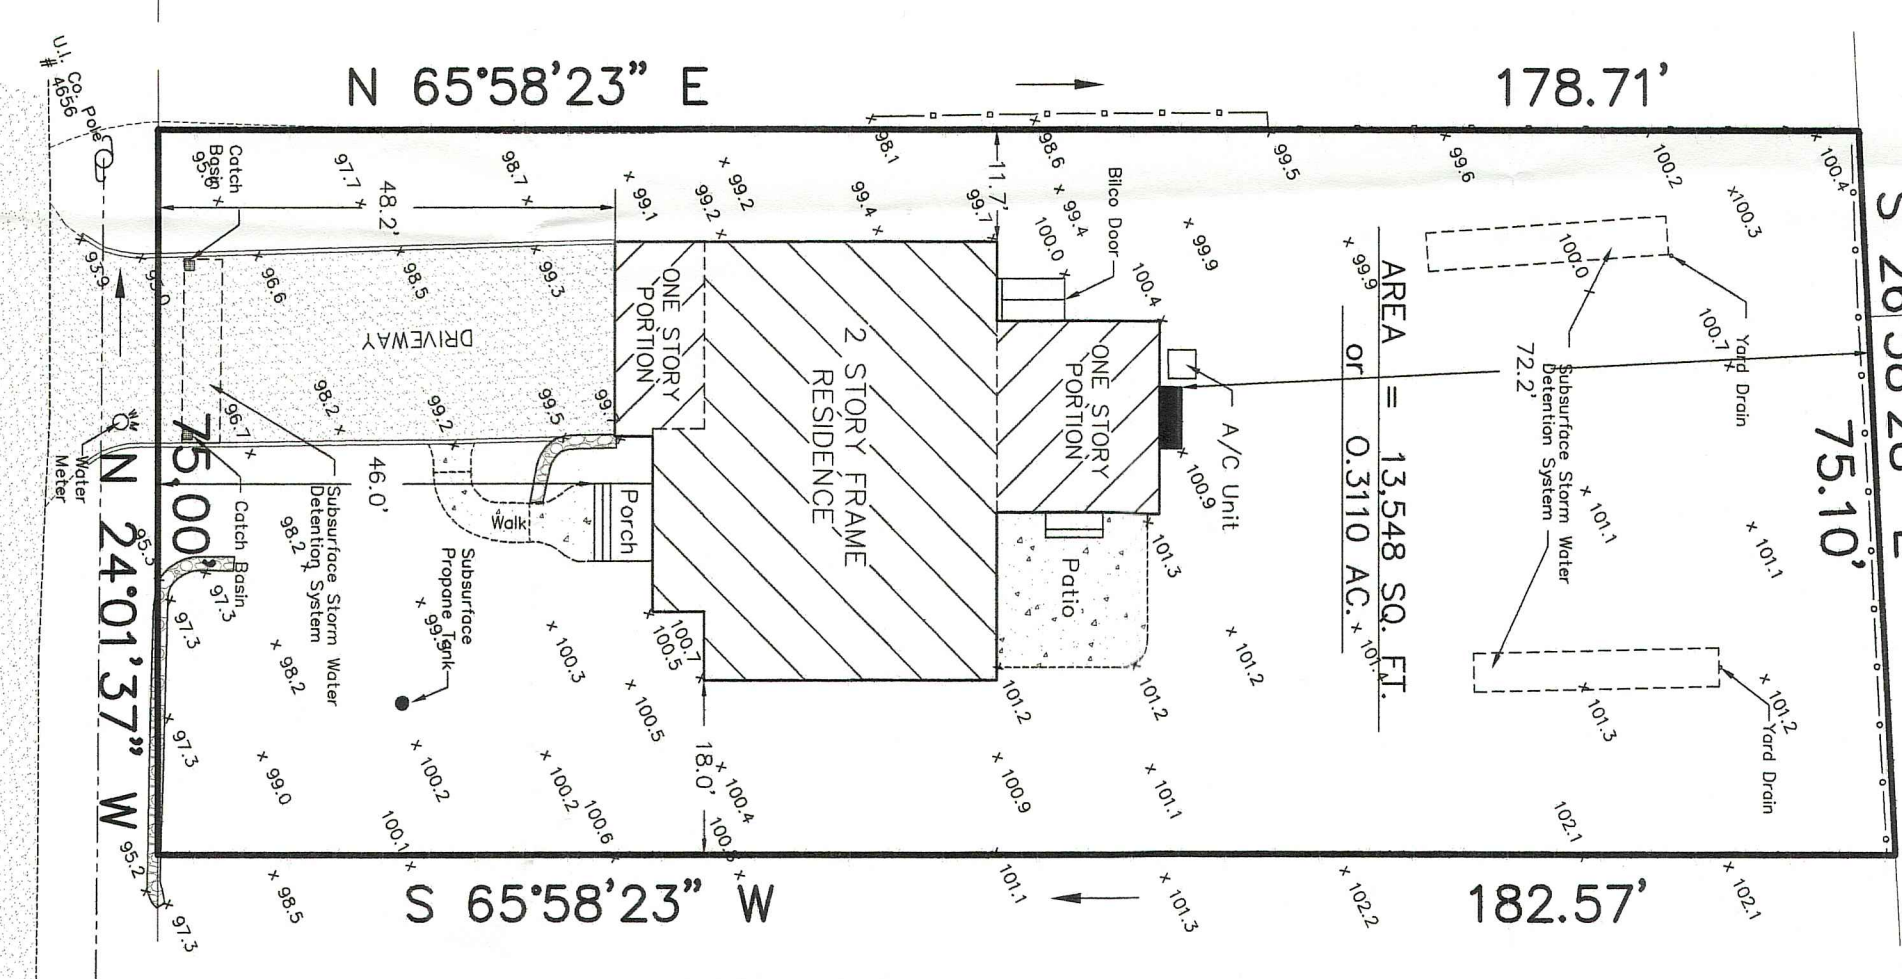 N 65°58'23" E
178.71'
U.I. Co. Pole
# 4656
Catch
Basin
95.6
97.7
98.7
99.1
99.2
99.2
99.4
98.1
99.7
11.7'
98.6
99.4
100.0
Bilco Door
99.5
99.6
100.2
100.3
100.4
48.2'
95.9
96.6
98.5
99.3
DRIVEWAY
98.2
99.2
99.5
96.7
ONE STORY
PORTION
2 STORY FRAME
RESIDENCE
ONE STORY
PORTION
100.4
99.9
99.9
A/C Unit
100.9
AREA = 13,548 SQ. FT.
or 0.3110 AC.
72.2'
100.0
100.7
Yard Drain
Subsurface Storm Water
Detention System
75.10'
WM
Water
Meter
75.00'
N 24°01'37" W
46.0'
Walk
Porch
Patio
Catch Basin
Subsurface Storm Water
Detention System
98.2
97.3
97.3
98.2
Subsurface
Propane Tank
100.3
100.7
100.5
100.5
101.3
101.2
101.2
101.2
101.1
101.1
101.2
101.3
Yard Drain
97.3
99.0
100.2
100.2
100.6
100.1
18.0'
100.4
100.9
101.1
102.1
95.2
97.3
98.5
S 65°58'23" W
101.1
101.3
102.2
182.57'
102.1